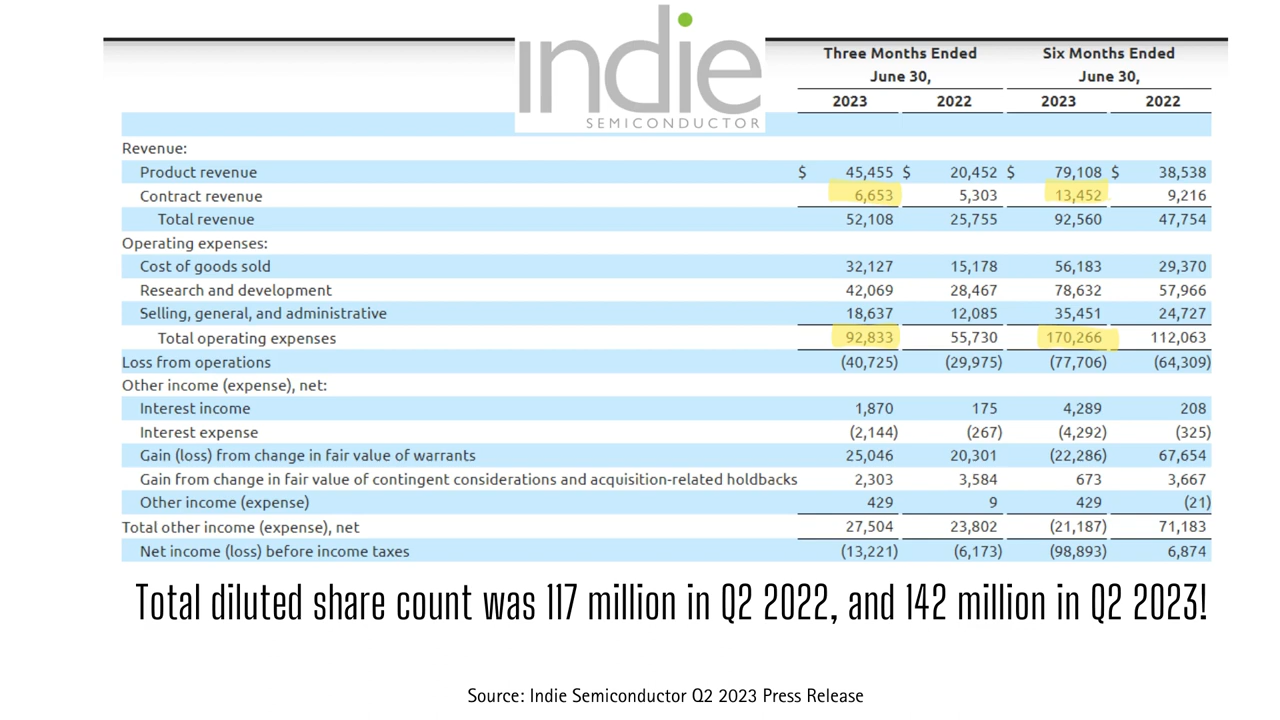 indie
SEMICONDUCTOR
Three Months Ended Six Months Ended
June 30, June 30,
2023 2022 2023 2022
Revenue:
Product revenue $ 45,455 $ 20,452 $ 79,108 $ 38,538
Contract revenue 6,653 5,303 13,452 9,216
Total revenue 52,108 25,755 92,560 47,754
Operating expenses:
Cost of goods sold 32,127 15,178 56,183 29,370
Research and development 42,069 28,467 78,632 57,966
Selling, general, and administrative 18,637 12,085 35,451 24,727
Total operating expenses 92,833 55,730 170,266 112,063
Loss from operations (40,725) (29,975) (77,706) (64,309)
Other income (expense), net:
Interest income 1,870 175 4,289 208
Interest expense (2,144) (267) (4,292) (325)
Gain (loss) from change in fair value of warrants 25,046 20,301 (22,286) 67,654
Gain from change in fair value of contingent considerations and acquisition-related holdbacks 2,303 3,584 673 3,667
Other income (expense) 429 9 429 (21)
Total other income (expense), net 27,504 23,802 (21,187) 71,183
Net income (loss) before income taxes (13,221) (6,173) (98,893) 6,874
Total diluted share count was 117 million in Q2 2022, and 142 million in Q2 2023!
Source: Indie Semiconductor Q2 2023 Press Release